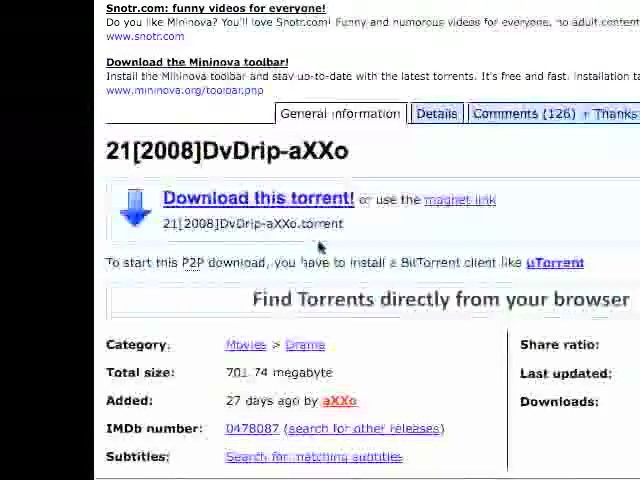 Snotr.com: funny videos for everyone!
Do you like Mininova? You'll love Snotr.com! Funny and numorous videos for everyone, no adult content
www.snotr.com
Download the Mininova toolbar!
Install the Mininova toolbar and stay up-to-date with the latest torrents. It's free and fast, installation ta
www.mininova.org/toolbar.php
General information Details Comments (126) + Thanks
21[2008]DvDrip-aXXo
Download this torrent! or use the magnet link
21[2008]DvDrip-aXXo.torrent
To start this P2P download, you have to install a BitTorrent client like uTorrent
Find Torrents directly from your browser
Category: Movies > Drama Share ratio:
Total size: 701.74 megabyte Last updated:
Added: 27 days ago by aXXo Downloads:
IMDb number: 0478087 (search for other releases)
Subtitles: Search for matching subtitles